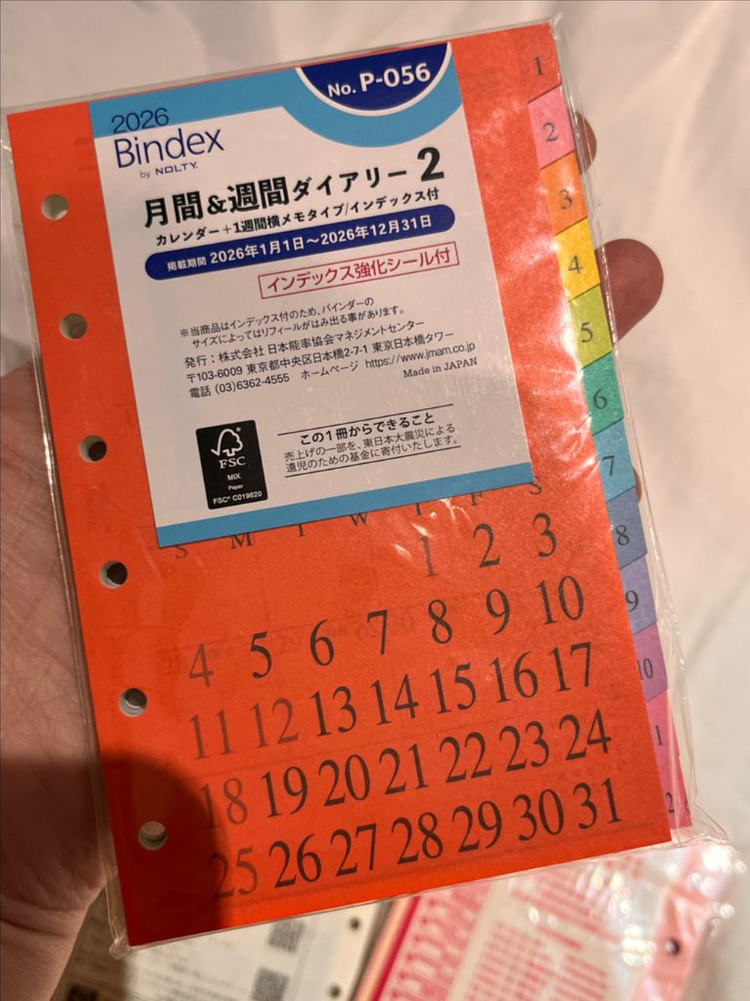 No. P-056
2026
Bindex
by NOLTY.
月間&週間ダイアリー 2
カレンダー+1週間横メモタイプ/インデックス付
掲載期間 2026年1月1日〜2026年12月31日
インデックス強化シール付
※当商品はインデックス付のため、バインダーの
サイズによってはリフィールがはみ出る事があります。
発行:株式会社 日本能率協会マネジメントセンター
〒103-6009 東京都中央区日本橋2-7-1 東京日本橋タワー
電話 (03)6362-4555 ホームページ https://www.jmam.co.jp
Made in JAPAN
FSC
MIX
Paper
FSC® C019620
この1冊からできること
売上げの一部を、東日本大震災による
遺児のための基金に寄付いたします。
S M T W T F S
1 2 3
4 5 6 7 8 9 10
11 12 13 14 15 16 17
18 19 20 21 22 23 24
25 26 27 28 29 30 31
1
2
3
4
5
6
7
8
9
10
1
2